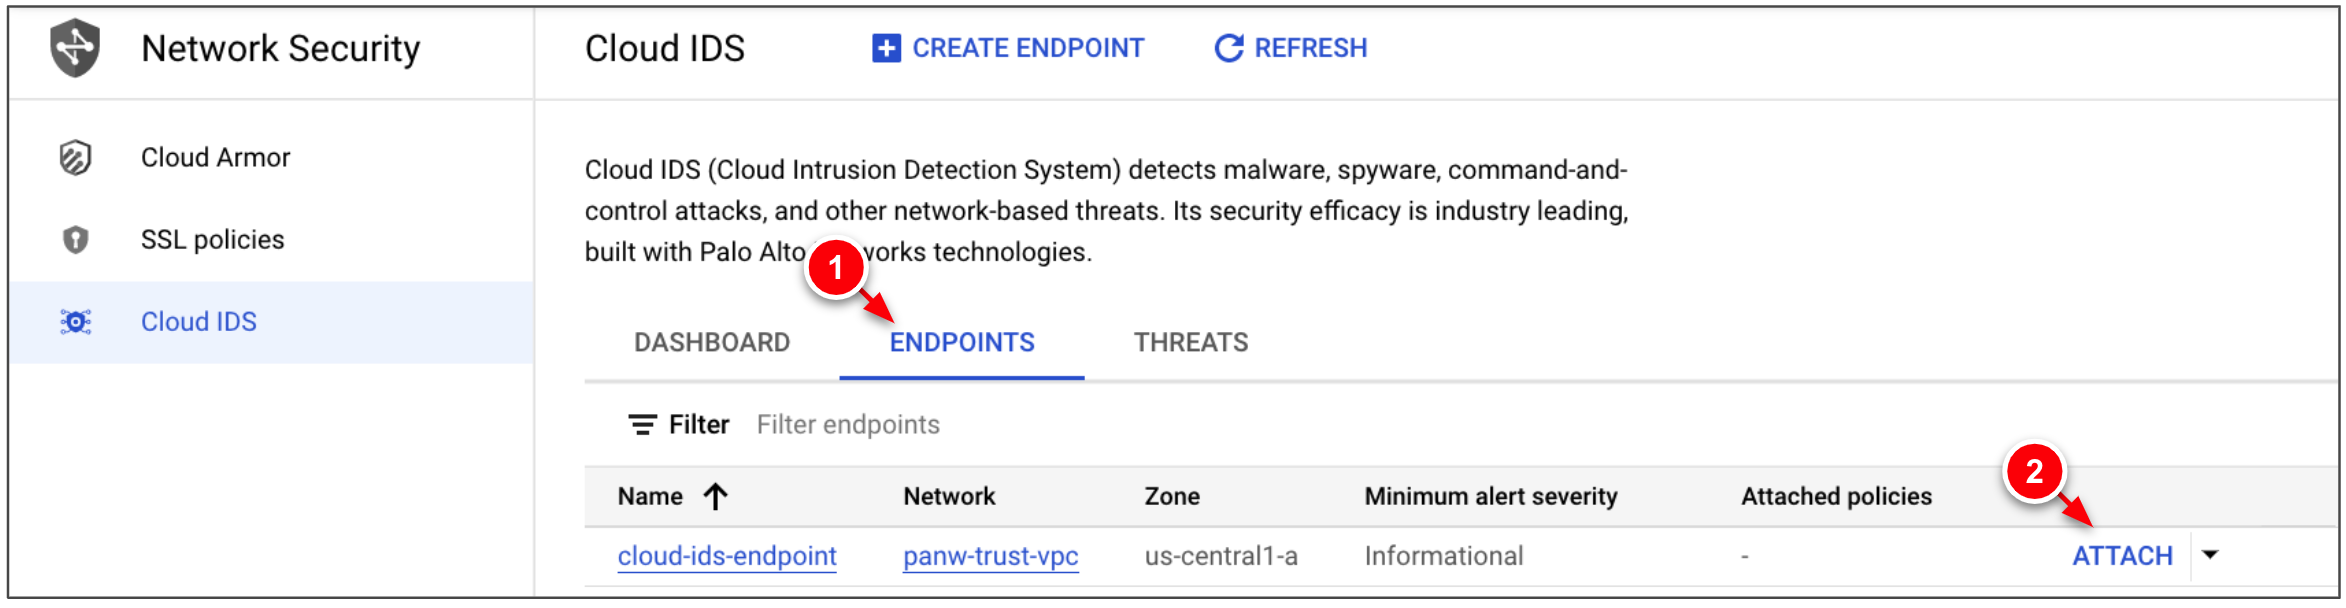 Network Security
Cloud IDS
CREATE ENDPOINT
REFRESH
Cloud Armor
SSL policies
Cloud IDS
Cloud IDS (Cloud Intrusion Detection System) detects malware, spyware, command-and-
control attacks, and other network-based threats. Its security efficacy is industry leading,
built with Palo Alto works technologies.
1
DASHBOARD ENDPOINTS THREATS
Filter Filter endpoints
2
Name Network Zone Minimum alert severity Attached policies
cloud-ids-endpoint panw-trust-vpc us-central1-a Informational - ATTACH